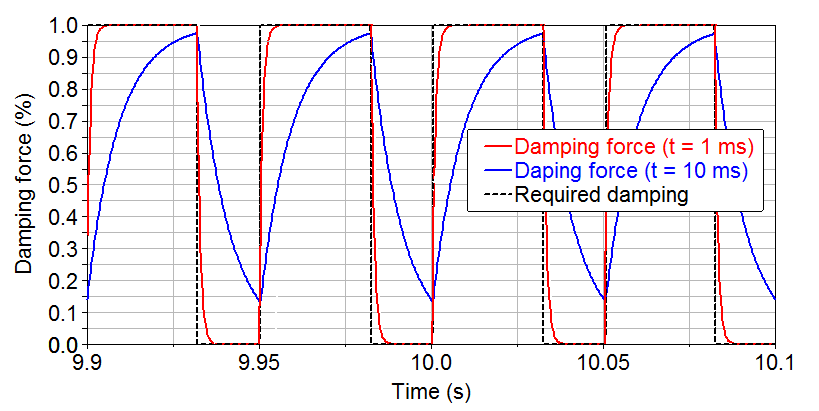 1.0
0.9
0.8
0.7
0.6
0.5
0.4
0.3
0.2
0.1
0.0
Damping force (%)
Damping force (t = 1 ms)
Daping force (t = 10 ms)
Required damping
9.9 9.95 10.0 10.05 10.1
Time (s)